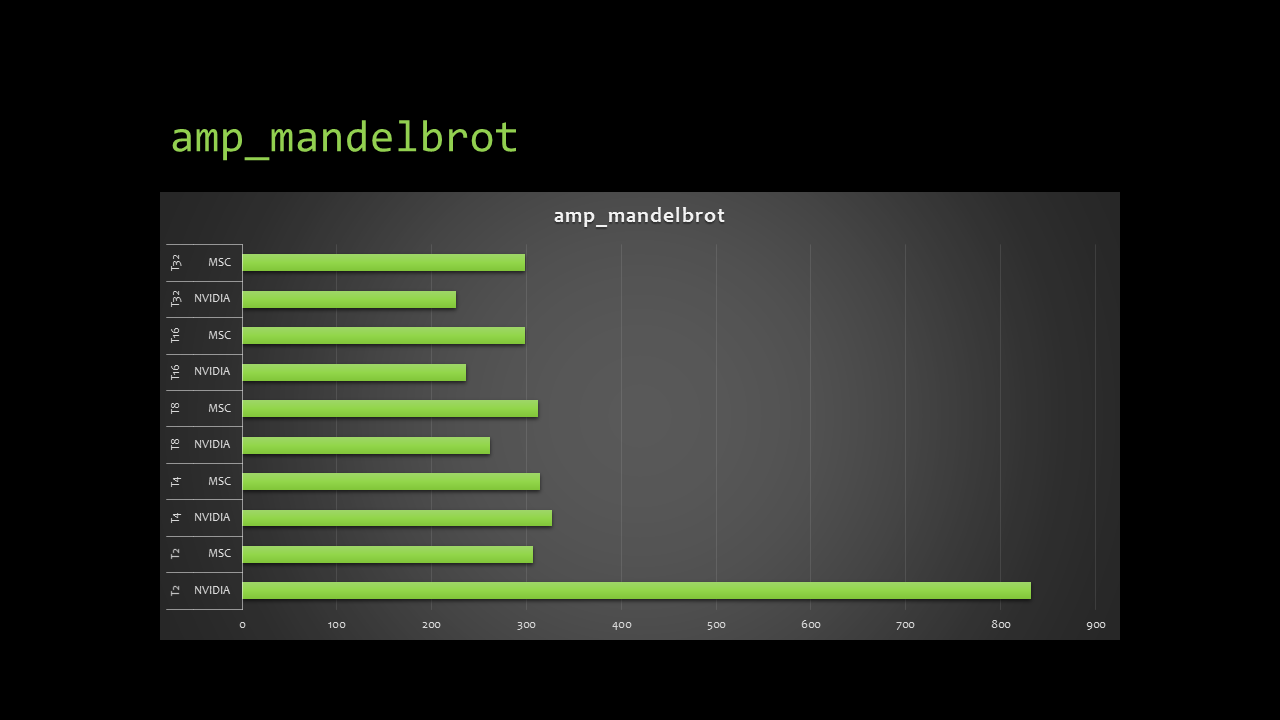 amp_mandelbrot
amp_mandelbrot
T32 MSC
T32 NVIDIA
T16 MSC
T16 NVIDIA
T8 MSC
T8 NVIDIA
T4 MSC
T4 NVIDIA
T2 MSC
T2 NVIDIA
0 100 200 300 400 500 600 700 800 900